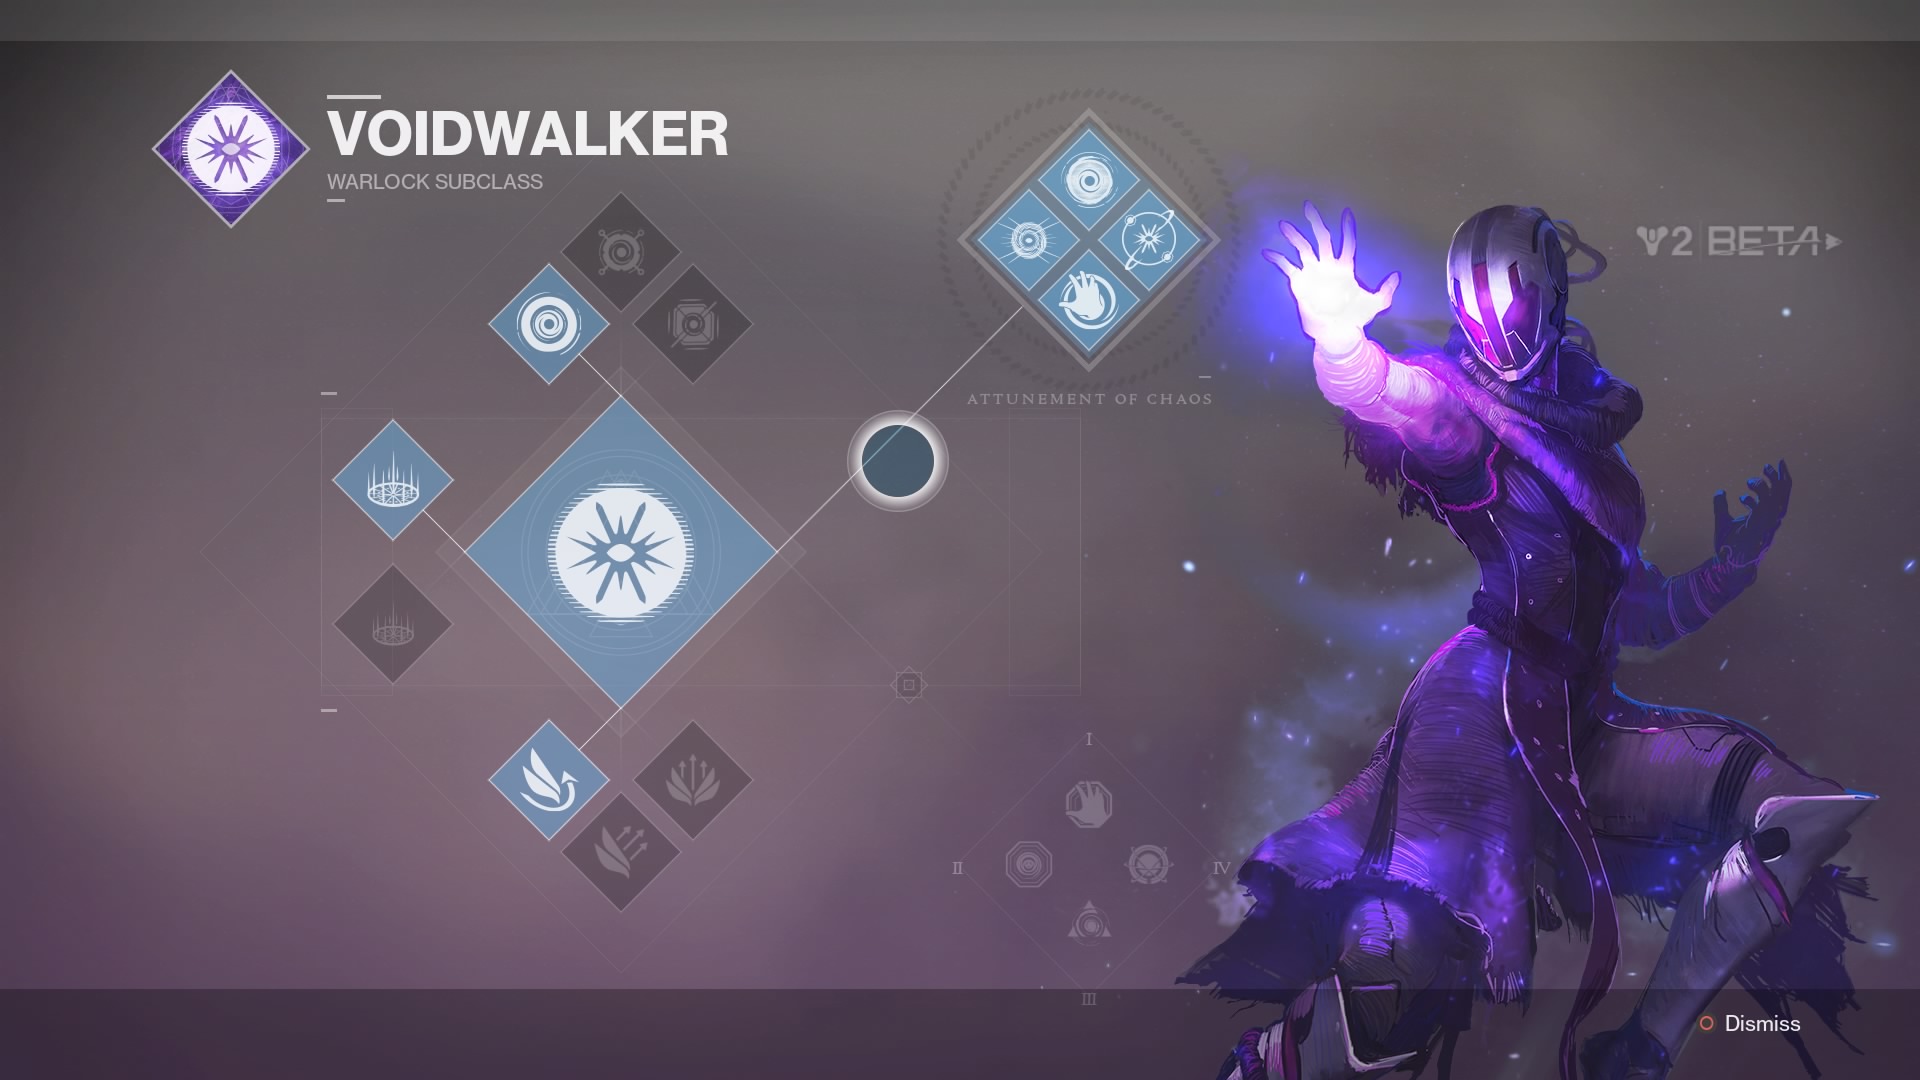 VOIDWALKER
WARLOCK SUBCLASS
2 BETA
ATTUNEMENT OF CHAOS
I
II
IV
III
Dismiss